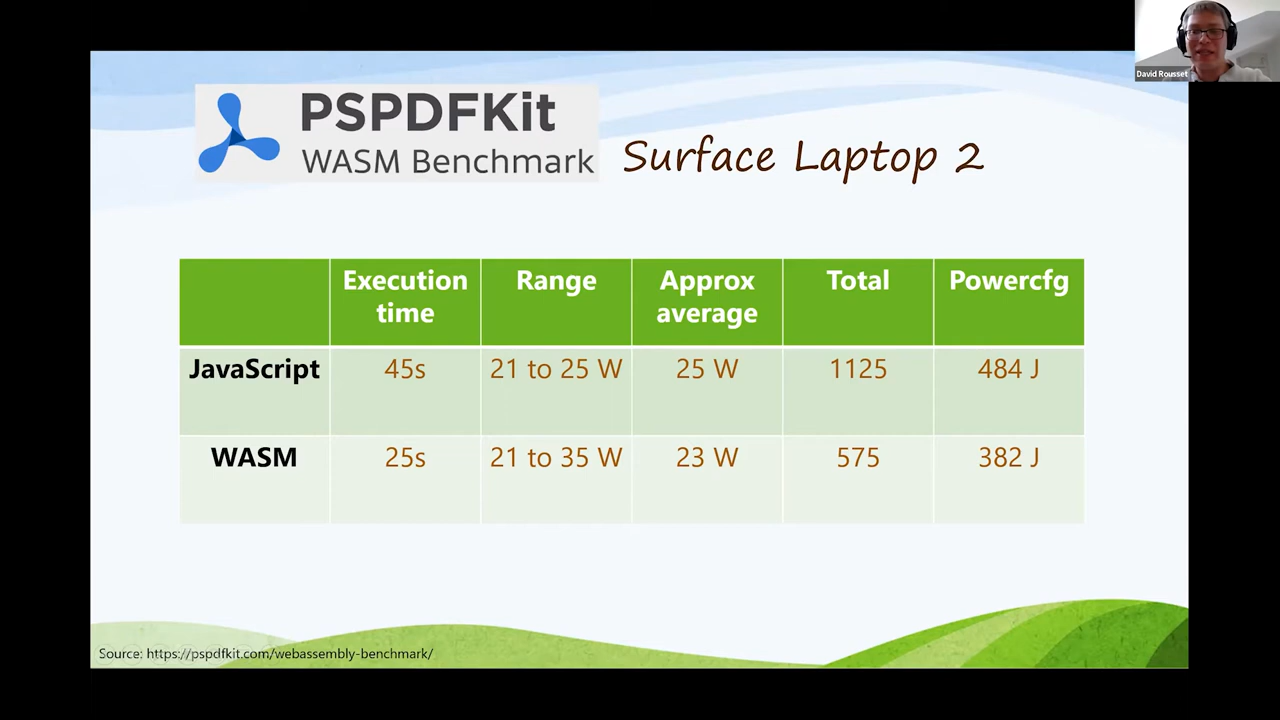 David Rousset
PSPDFKit
WASM Benchmark
Surface Laptop 2
Execution time
Range
Approx average
Total
Powercfg
JavaScript
45s
21 to 25 W
25 W
1125
484 J
WASM
25s
21 to 35 W
23 W
575
382 J
Source: https://pspdfkit.com/webassembly-benchmark/